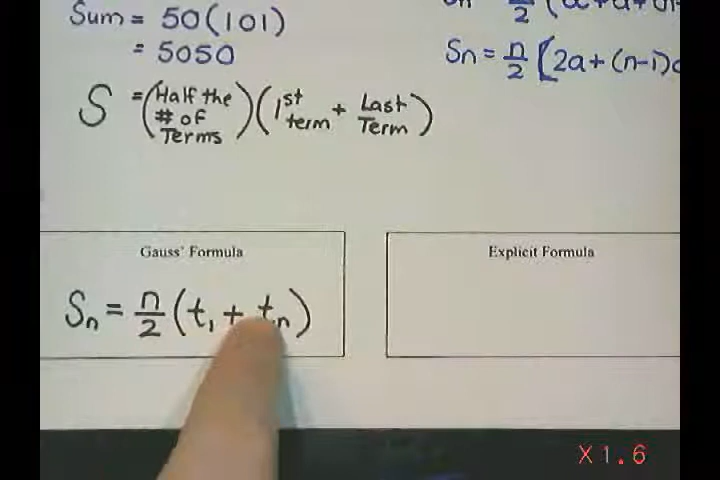 Sum = 50(101)
= 5050
Sn = n/2 [2a + (n-1)
S = (Half the # of Terms)(1st term + Last Term)
Gauss' Formula
Sn = n/2 (t1 + tn)
Explicit Formula
X1.6